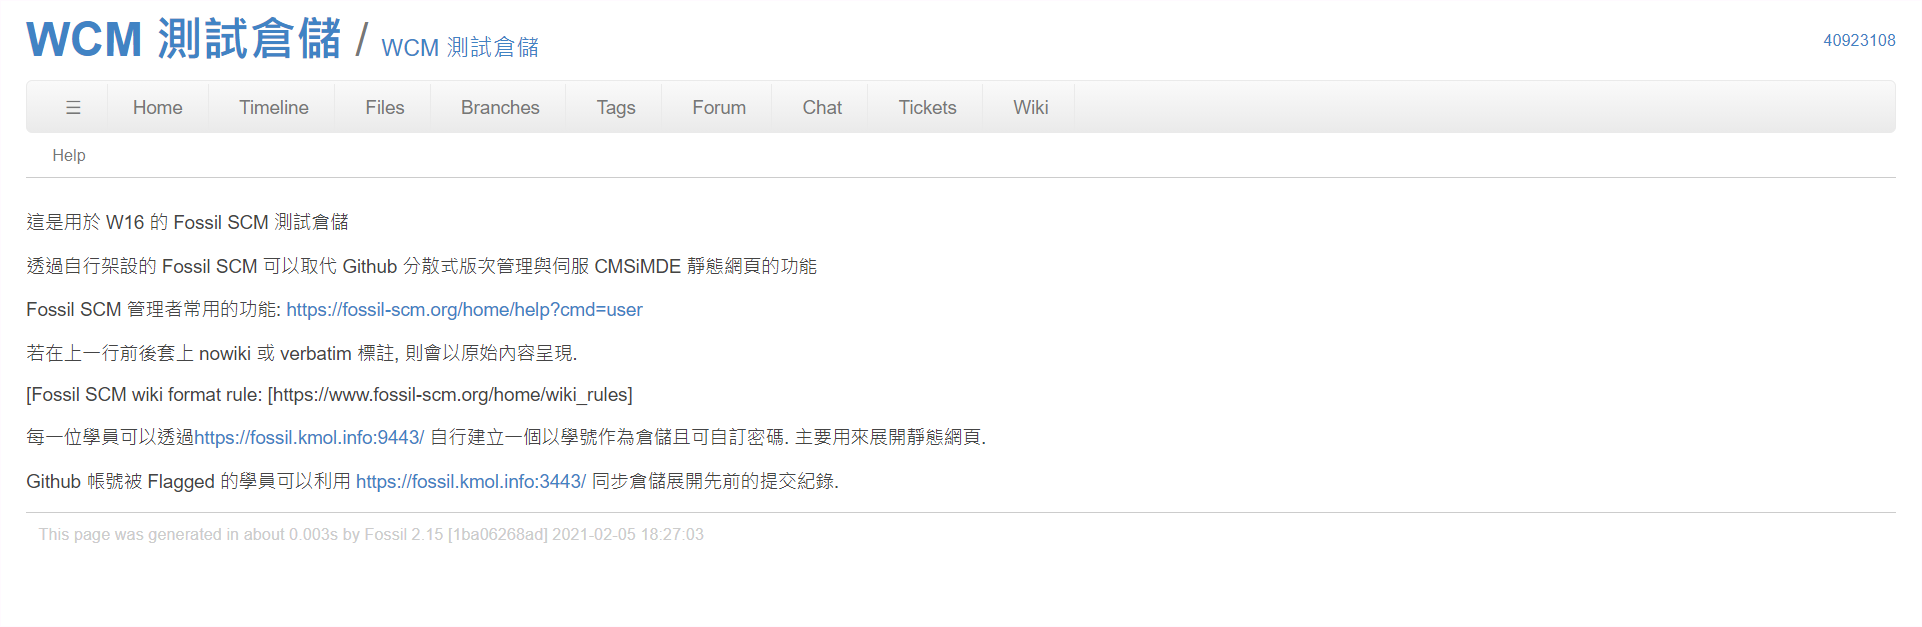 WCM 測試倉儲 / WCM 測試倉儲
40923108
☰ Home Timeline Files Branches Tags Forum Chat Tickets Wiki
Help
這是用於 W16 的 Fossil SCM 測試倉儲
透過自行架設的 Fossil SCM 可以取代 Github 分散式版次管理與伺服 CMSiMDE 靜態網頁的功能
Fossil SCM 管理者常用的功能: https://fossil-scm.org/home/help?cmd=user
若在上一行前後套上 nowiki 或 verbatim 標註, 則會以原始內容呈現.
[Fossil SCM wiki format rule: [https://www.fossil-scm.org/home/wiki_rules]
每一位學員可以透過https://fossil.kmol.info:9443/ 自行建立一個以學號作為倉儲且可自訂密碼. 主要用來展開靜態網頁.
Github 帳號被 Flagged 的學員可以利用 https://fossil.kmol.info:3443/ 同步倉儲展開先前的提交紀錄.
This page was generated in about 0.003s by Fossil 2.15 [1ba06268ad] 2021-02-05 18:27:03